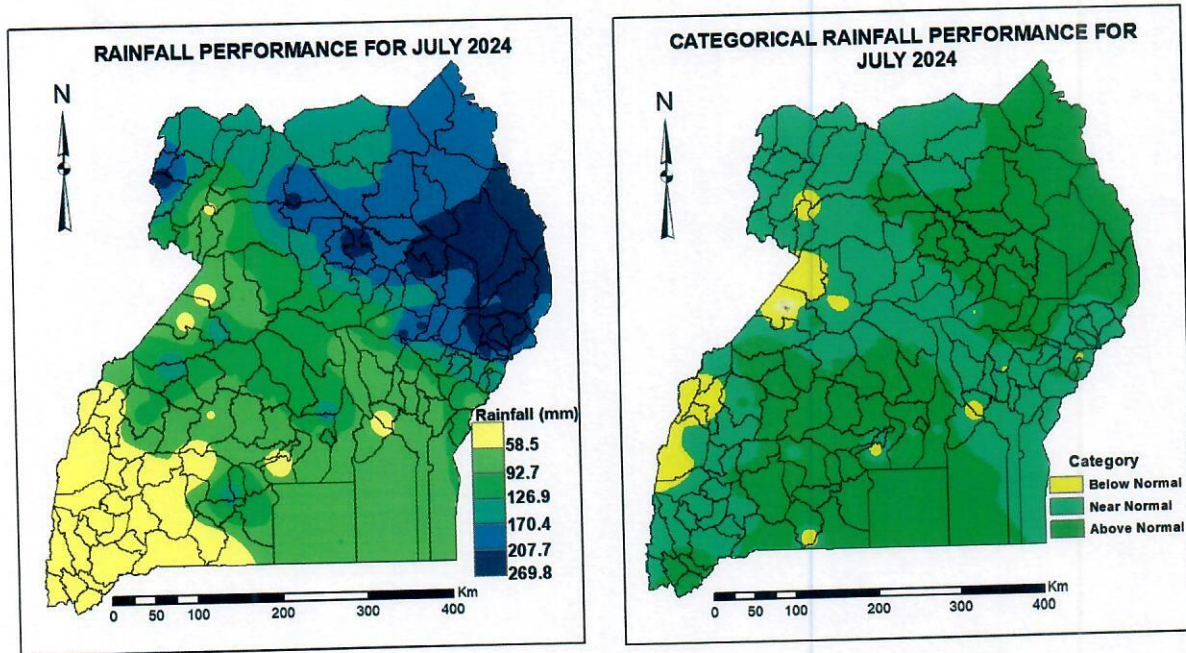 RAINFALL PERFORMANCE FOR JULY 2024
N
Rainfall (mm)
58.5
92.7
126.9
170.4
207.7
269.8
Km
0 50 100 200 300 400
CATEGORICAL RAINFALL PERFORMANCE FOR
JULY 2024
N
Category
Below Normal
Near Normal
Above Normal
Km
0 50 100 200 300 400